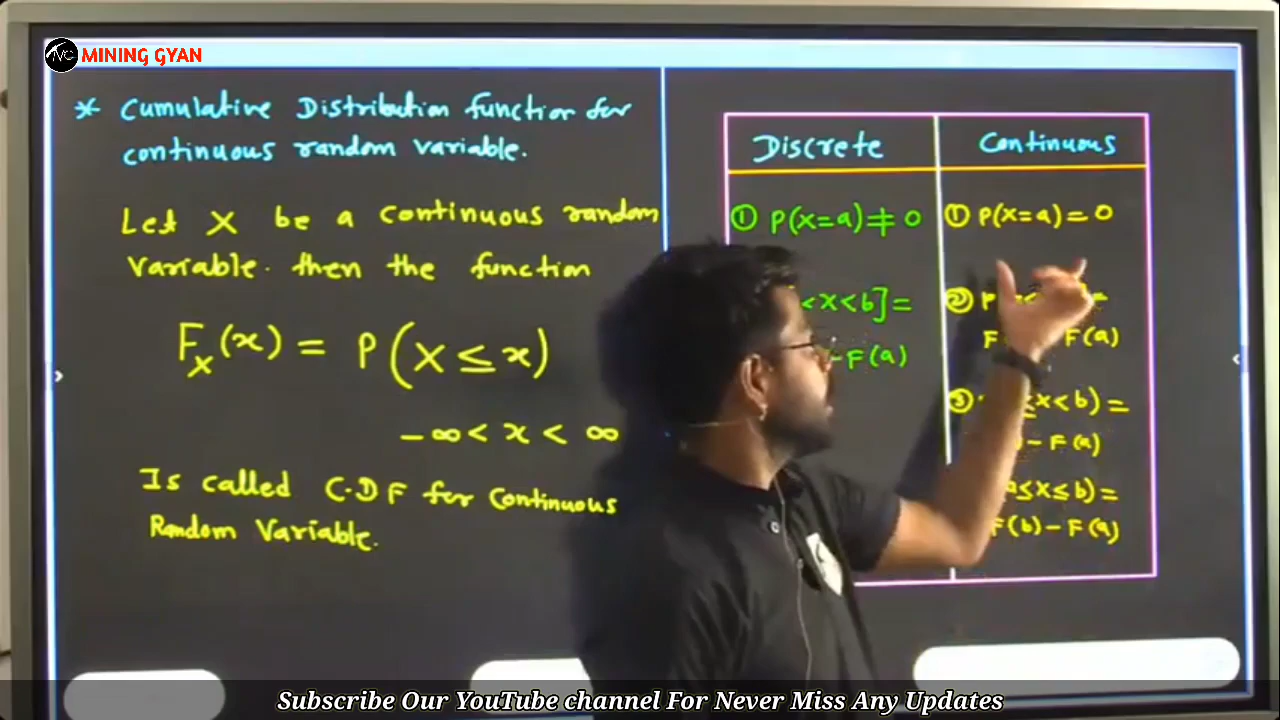 MINING GYAN
* Cumulative Distribution function for
continuous random variable.
Let X be a continuous random
variable. then the function
F_X(x) = P(X ≤ x)
-∞ < x < ∞
Is called C.D F for Continuous
Random Variable.
Discrete
① P(X=a) ≠ 0
<X<b] =
-F(a)
Continuous
① P(x=a) = 0
② P
F(a)
③ X<b) =
- F(a)
≤X≤b) =
F(b) - F(a)
Subscribe Our YouTube channel For Never Miss Any Updates